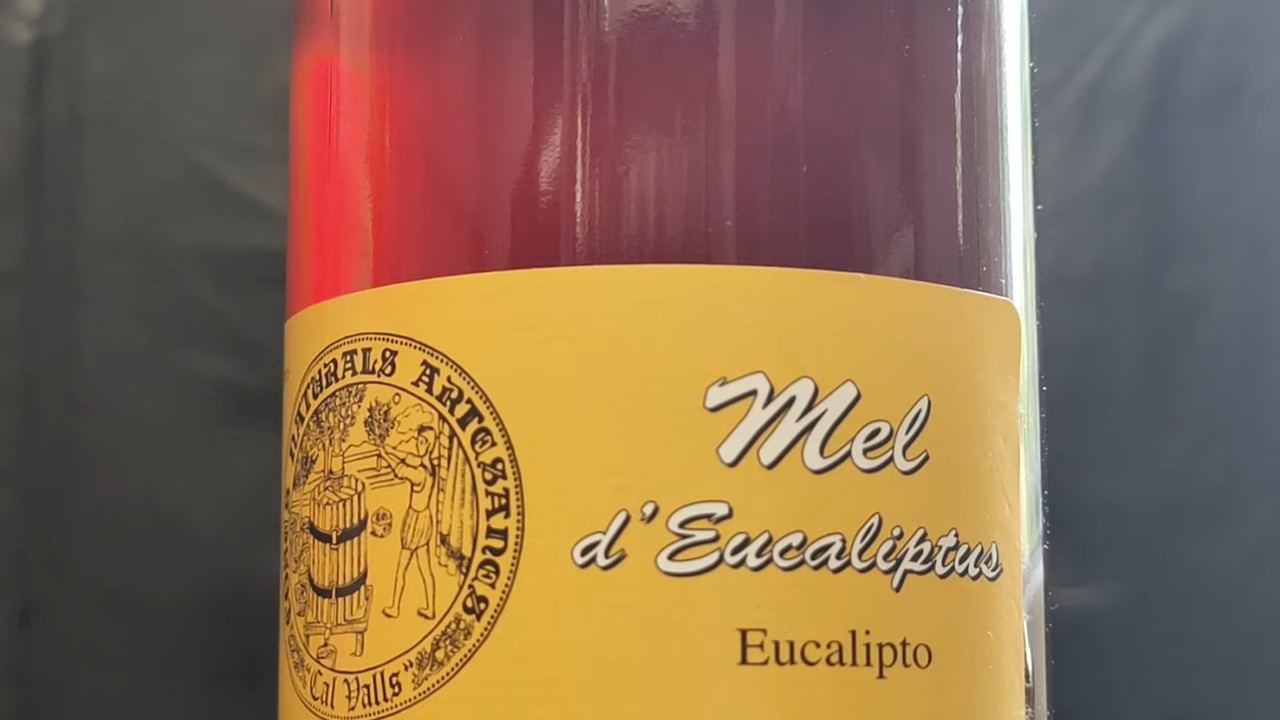 NATURALS ARTESANES
"Cal Valls"
Mel
d'Eucaliptus
Eucalipto